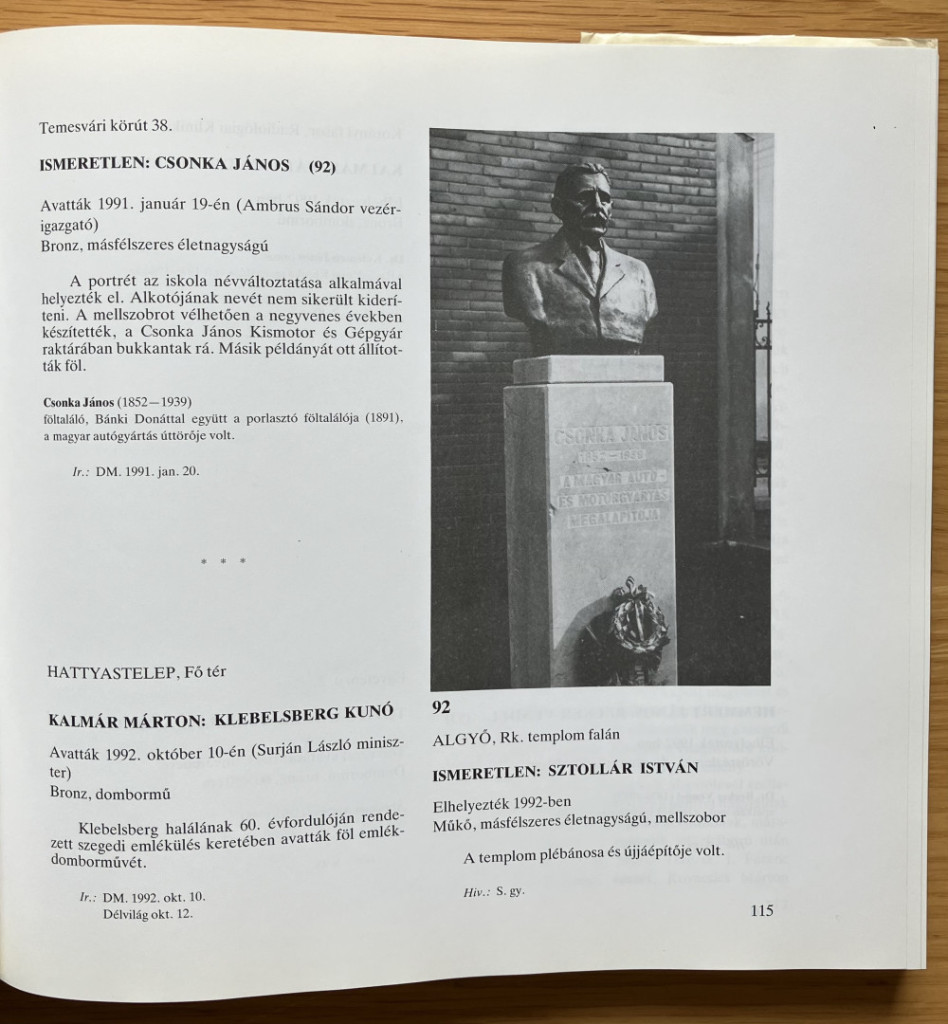 Temesvári körút 38.
ISMERETLEN: CSONKA JÁNOS (92)
Avatták 1991. január 19-én (Ambrus Sándor vezér-
igazgató)
Bronz, másfélszeres életnagyságú
A portrét az iskola névváltoztatása alkalmával
helyezték el. Alkotójának nevét nem sikerült kiderí-
teni. A mellszobrot vélhetően a negyvenes években
készítették, a Csonka János Kismotor és Gépgyár
raktárában bukkantak rá. Másik példányát ott állítot-
ták föl.
Csonka János (1852—1939)
föltaláló, Bánki Donáttal együtt a porlasztó föltalálója (1891),
a magyar autógyártás úttörője volt.
Ir.: DM. 1991. jan. 20.
* * *
HATTYASTELEP, Fő tér
KALMÁR MÁRTON: KLEBELSBERG KUNÓ
Avatták 1992. október 10-én (Surján László minisz-
ter)
Bronz, dombormű
Klebelsberg halálának 60. évfordulóján rende-
zett szegedi emlékülés keretében avatták föl emlék-
domborművét.
Ir.: DM. 1992. okt. 10.
Délvilág okt. 12.
CSONKA JÁNOS
1852—1939
A MAGYAR AUTÓ-
ÉS MOTORGYÁRTÁS
MEGALAPÍTÓJA
92
ALGYŐ, Rk. templom falán
ISMERETLEN: SZTOLLÁR ISTVÁN
Elhelyezték 1992-ben
Műkő, másfélszeres életnagyságú, mellszobor
A templom plébánosa és újjáépítője volt.
Hiv.: S. gy.
115